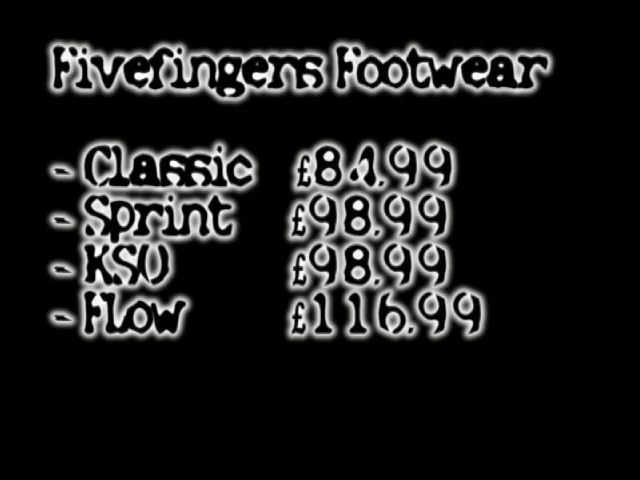 Fivefingers Footwear
- Classic £84.99
- Sprint £98.99
- KSO £98.99
- Flow £116.99